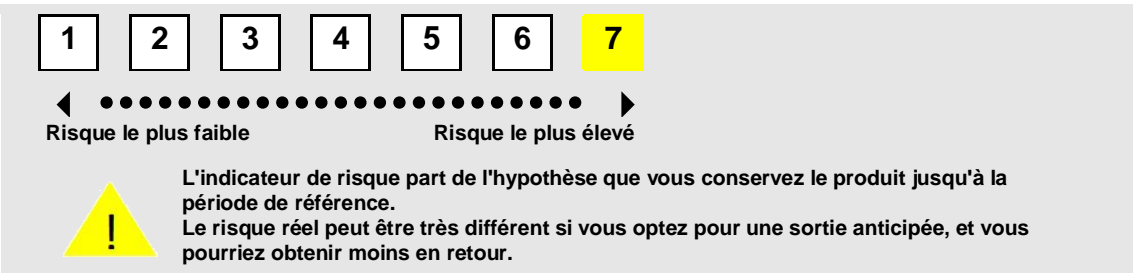 1 2 3 4 5 6 7
Risque le plus faible Risque le plus élevé
L'indicateur de risque part de l'hypothèse que vous conservez le produit jusqu'à la
période de référence.
!
Le risque réel peut être très différent si vous optez pour une sortie anticipée, et vous
pourriez obtenir moins en retour.